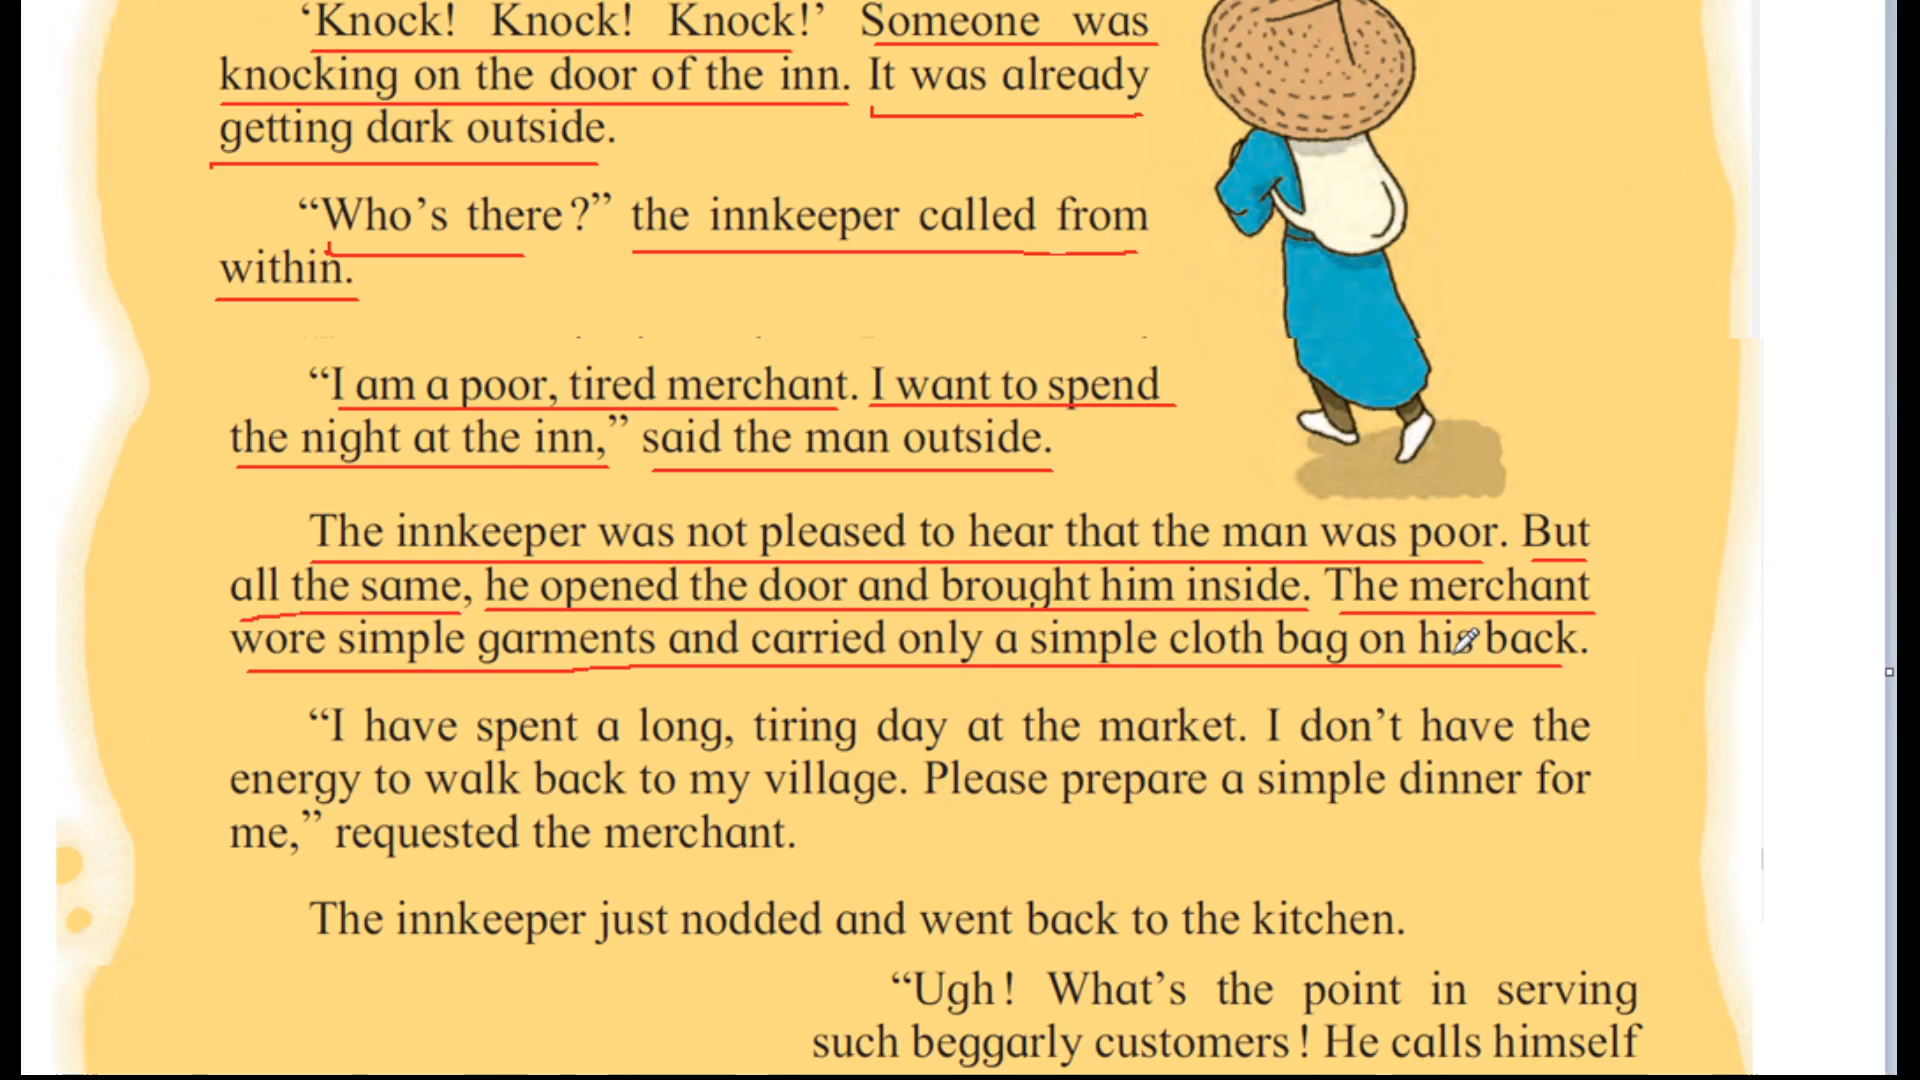 ‘Knock! Knock! Knock!’ Someone was
knocking on the door of the inn. It was already
getting dark outside.
“Who’s there?” the innkeeper called from
within.
“I am a poor, tired merchant. I want to spend
the night at the inn,” said the man outside.
The innkeeper was not pleased to hear that the man was poor. But
all the same, he opened the door and brought him inside. The merchant
wore simple garments and carried only a simple cloth bag on his back.
“I have spent a long, tiring day at the market. I don’t have the
energy to walk back to my village. Please prepare a simple dinner for
me,” requested the merchant.
The innkeeper just nodded and went back to the kitchen.
“Ugh! What’s the point in serving
such beggarly customers! He calls himself